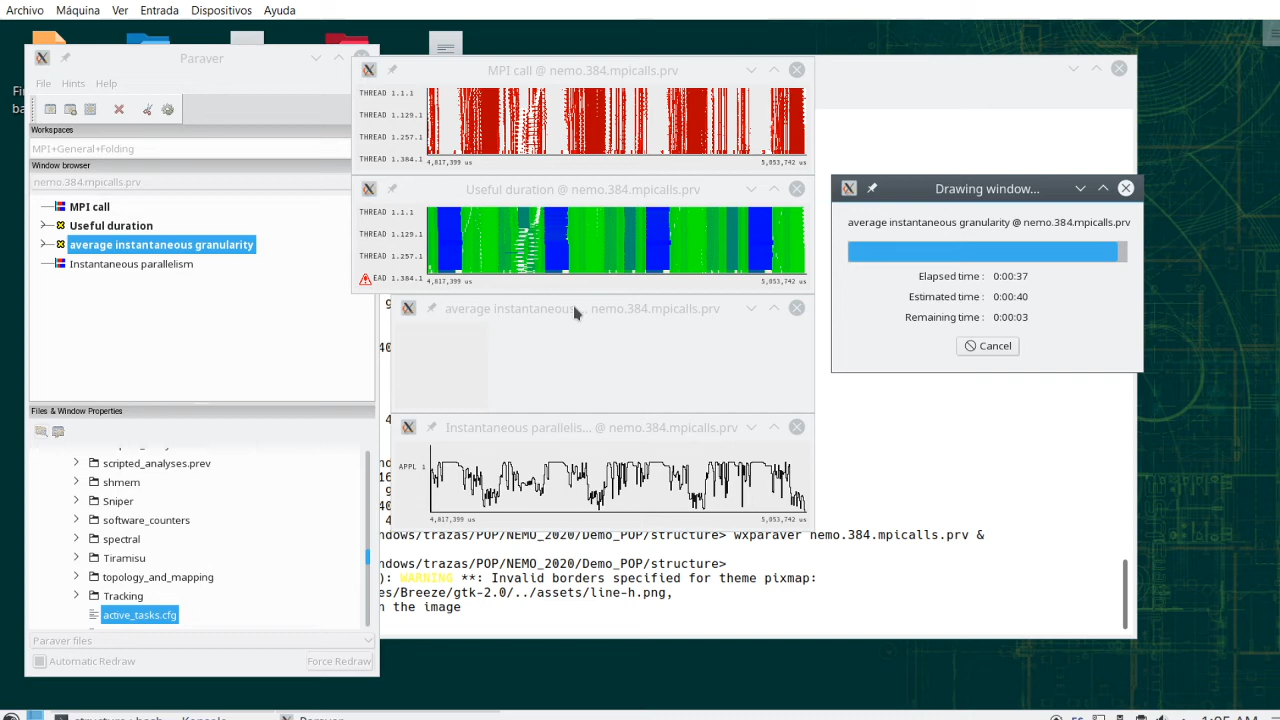 Archivo Máquina Ver Entrada Dispositivos Ayuda
Paraver
File Hints Help
Workspaces
MPI+General+Folding
Window browser
nemo.384.mpicalls.prv
MPI call
Useful duration
average instantaneous granularity
Instantaneous parallelism
Files & Window Properties
scripted_analyses.prev
shmem
Sniper
software_counters
spectral
Tiramisu
topology_and_mapping
Tracking
active_tasks.cfg
Paraver files
Automatic Redraw Force Redraw
MPI call @ nemo.384.mpicalls.prv
THREAD 1.1.1
THREAD 1.129.1
THREAD 1.257.1
THREAD 1.384.1
4,817,399 us 5,053,742 us
Useful duration @ nemo.384.mpicalls.prv
THREAD 1.1.1
THREAD 1.129.1
THREAD 1.257.1
EAD 1.384.1
4,817,399 us 5,053,742 us
average instantaneous... nemo.384.mpicalls.prv
Instantaneous parallelis... @ nemo.384.mpicalls.prv
APPL 1
4,817,399 us 5,053,742 us
Drawing window...
average instantaneous granularity @ nemo.384.mpicalls.prv
Elapsed time : 0:00:37
Estimated time : 0:00:40
Remaining time : 0:00:03
Cancel
ndows/trazas/POP/NEMO_2020/Demo_POP/structure> wxparaver nemo.384.mpicalls.prv &
ndows/trazas/POP/NEMO_2020/Demo_POP/structure>
): WARNING **: Invalid borders specified for theme pixmap:
es/Breeze/gtk-2.0/../assets/line-h.png,
n the image